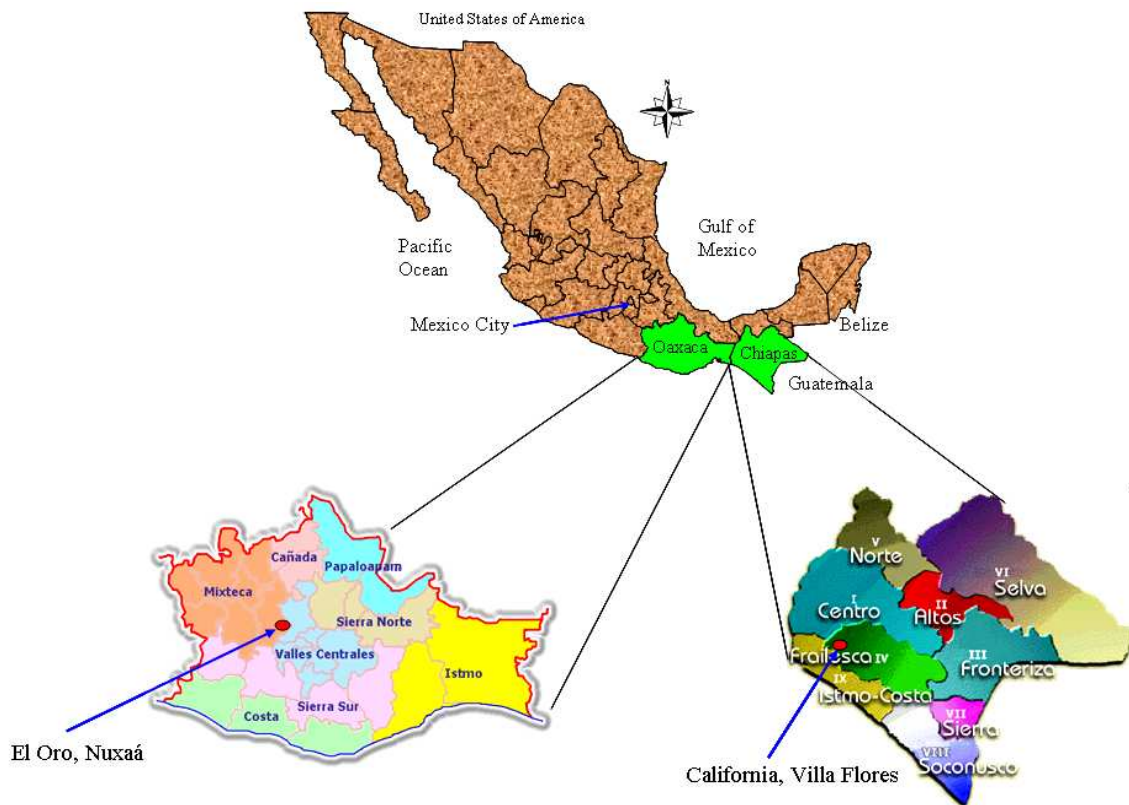 United States of America
N
Gulf of
Mexico
Pacific
Ocean
Mexico City
Belize
Oaxaca
Chiapas
Guatemala
Cañada
Papaloapam
Mixteca
Sierra Norte
Valles Centrales
Istmo
Sierra Sur
Costa
El Oro, Nuxaá
V
Norte
VI
Selva
I
Centro
II
Altos
III
Fronteriza
Frailesca
IV
IX
Istmo-Costa
VII
Sierra
VIII
Soconusco
California, Villa Flores